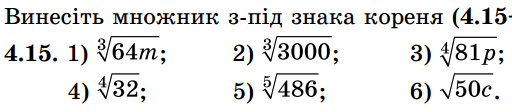 Винесіть множник з-під знака кореня (4.15-
4.15. 1) ∛64m; 2) ∛3000; 3) ∜81p;
4) ∜32; 5) ⁵√486; 6) √50c.